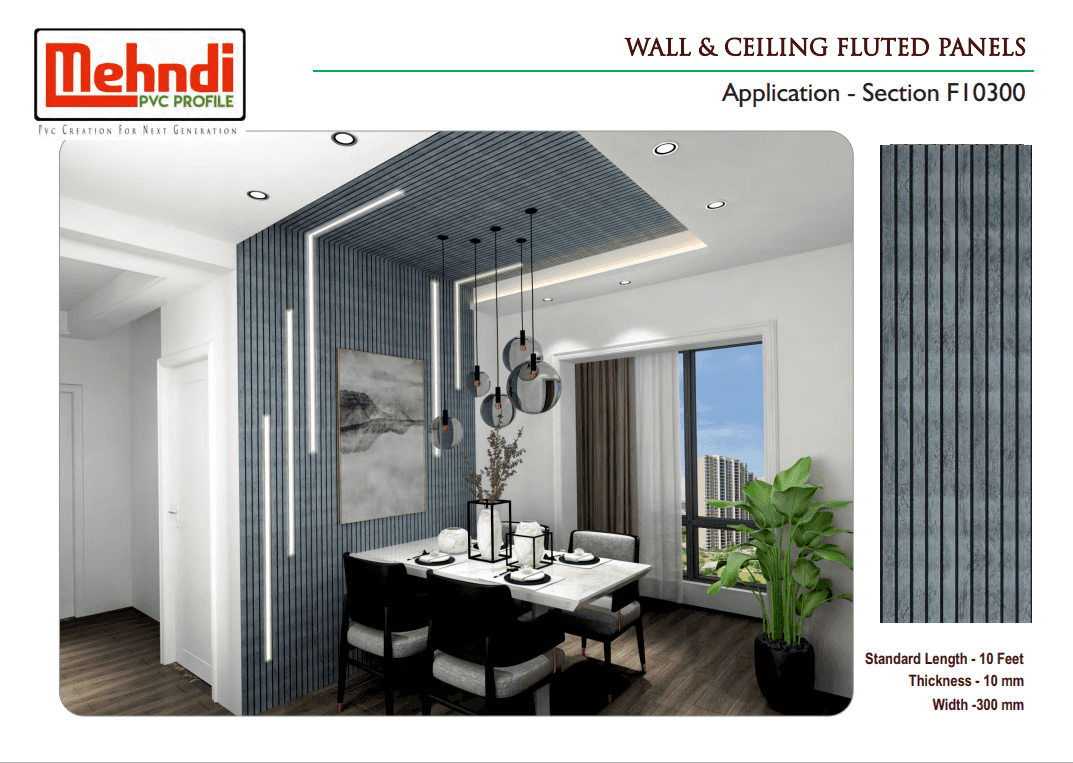 Mehndi
PVC PROFILE
PVC CREATION FOR NEXT GENERATION
WALL & CEILING FLUTED PANELS
Application - Section F10300
Standard Length - 10 Feet
Thickness - 10 mm
Width -300 mm